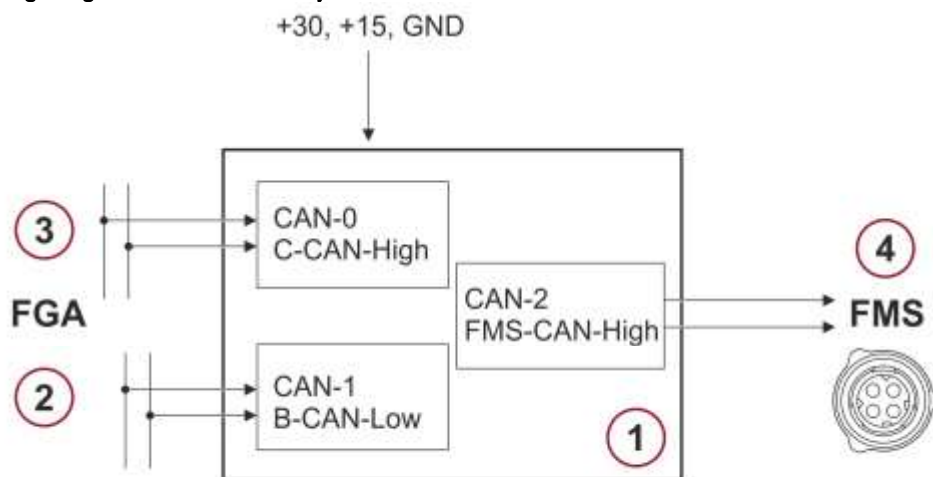 +30, +15, GND
3
CAN-0
C-CAN-High
4
FGA
CAN-2
FMS-CAN-High
FMS
2
CAN-1
B-CAN-Low
1